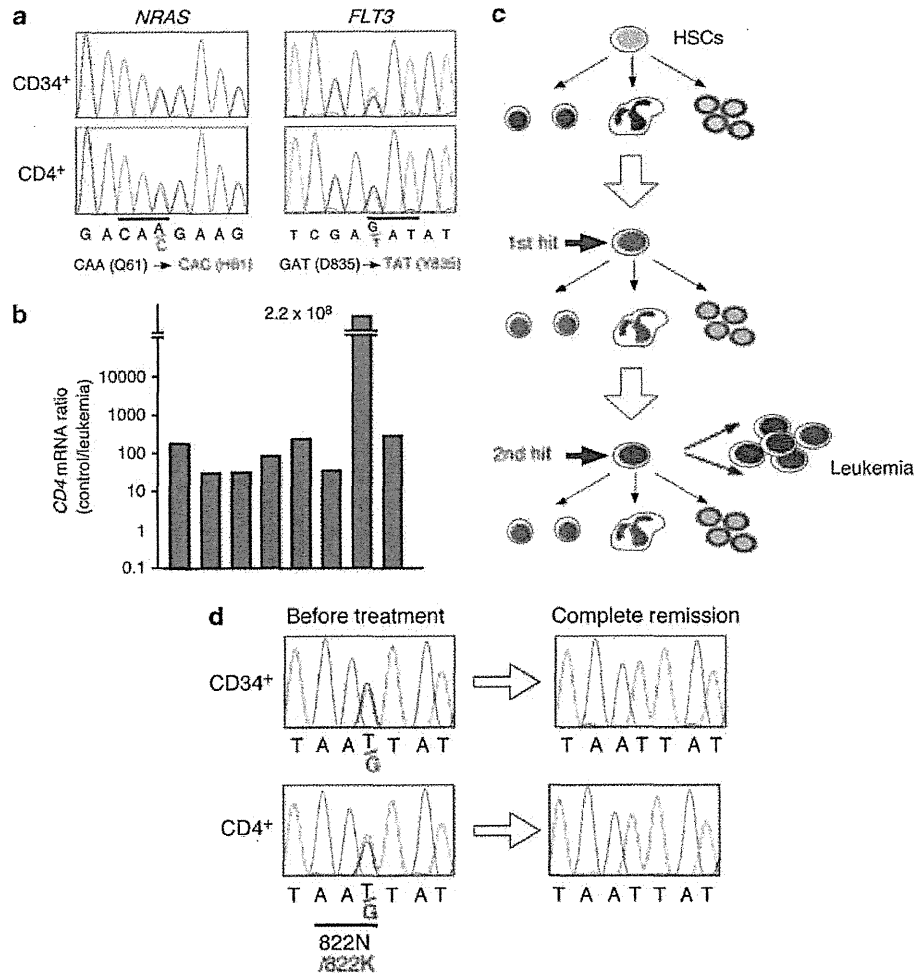 a
NRAS
FLT3
CD34+
CD4+
G A C A A G A A G
C
T C G A G A T A T
T
CAA (Q61) → CAC (H61)
GAT (D835) → TAT (Y835)
b
2.2 x 10⁸
CD4 mRNA ratio
(control/leukemia)
10000
1000
100
10
1
0.1
c
HSCs
1st hit
2nd hit
Leukemia
d
Before treatment
Complete remission
CD34+
T A A T T A T
G
T A A T T A T
CD4+
T A A T T A T
G
T A A T T A T
822N
/822K